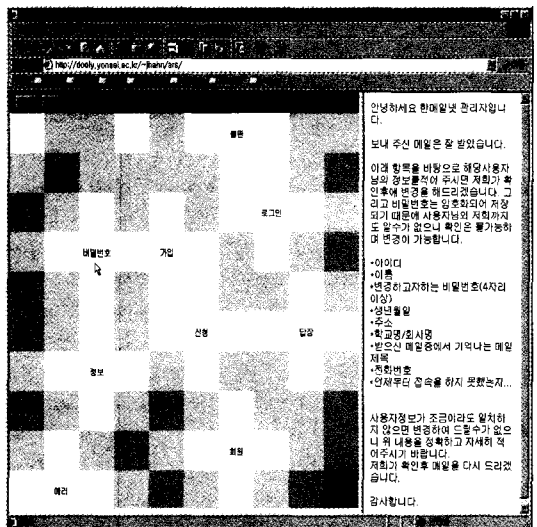 http://dooly.yonsei.ac.kr/~jhahn/srs/
로그인
비밀번호
가입
신청
답장
정보
회원
에러
안녕하세요 한메일넷 관리자입니
다.
보내 주신 메일은 잘 받았습니다.
아래 항목을 바탕으로 해당사용자
님의 정보를적어 주시면 저희가 확
인후에 변경을 해드리겠습니다. 그
리고 비밀번호는 암호화되어 저장
되기 때문에 사용자님의 저희까지
도 알수가 없으니 확인은 불가능하
며 변경이 가능합니다.
•아이디
•이름
•변경하고자하는 비밀번호(4자리
이상)
•생년월일
•주소
•학교명/회사명
•받으신 메일중에서 기억나는 메일
제목
•전화번호
•언제부터 접속을 하지 못했는지...
사용자정보가 조금이라도 일치하
지 않으면 변경하여 드릴수가 없으
니 위 내용을 정확하고 자세히 적
어주시기 바랍니다.
저희가 확인후 메일을 다시 드리겠
습니다.
감사합니다.